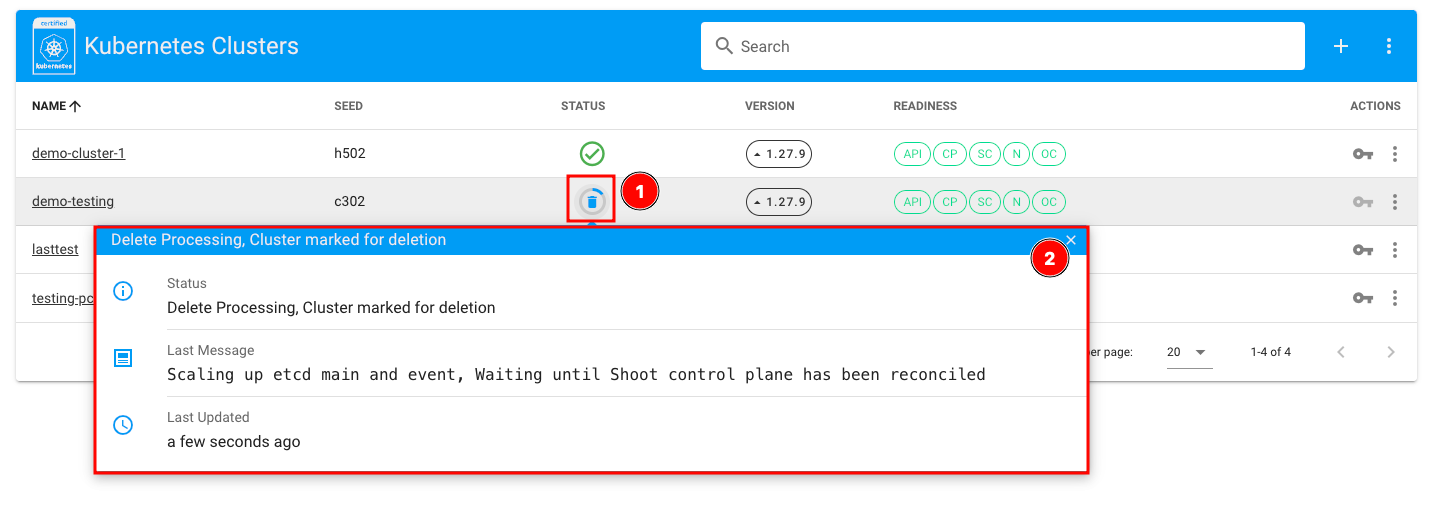 certified
kubernetes
Kubernetes Clusters
Search
NAME SEED STATUS VERSION READINESS ACTIONS
demo-cluster-1 h502 1.27.9 API CP SC N OC
demo-testing c302 1 1.27.9 API CP SC N OC
lasttest
Delete Processing, Cluster marked for deletion
2
Status
Delete Processing, Cluster marked for deletion
testing-pc
Last Message
Scaling up etcd main and event, Waiting until Shoot control plane has been reconciled
er page: 20 1-4 of 4
Last Updated
a few seconds ago